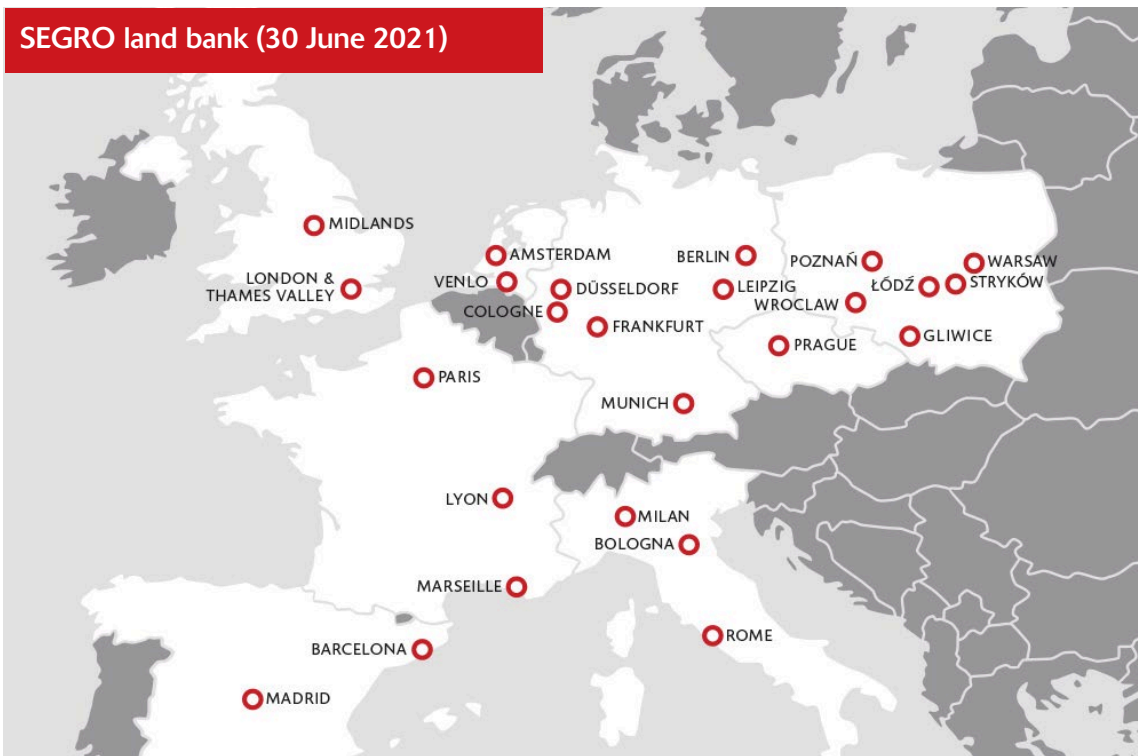 SEGRO land bank (30 June 2021)
MIDLANDS
LONDON &
THAMES VALLEY
AMSTERDAM
VENLO
DÜSSELDORF
COLOGNE
FRANKFURT
BERLIN
LEIPZIG
POZNAŃ
WROCLAW
ŁÓDŹ
WARSAW
STRYKÓW
GLIWICE
PRAGUE
PARIS
MUNICH
LYON
MILAN
BOLOGNA
MARSEILLE
ROME
BARCELONA
MADRID